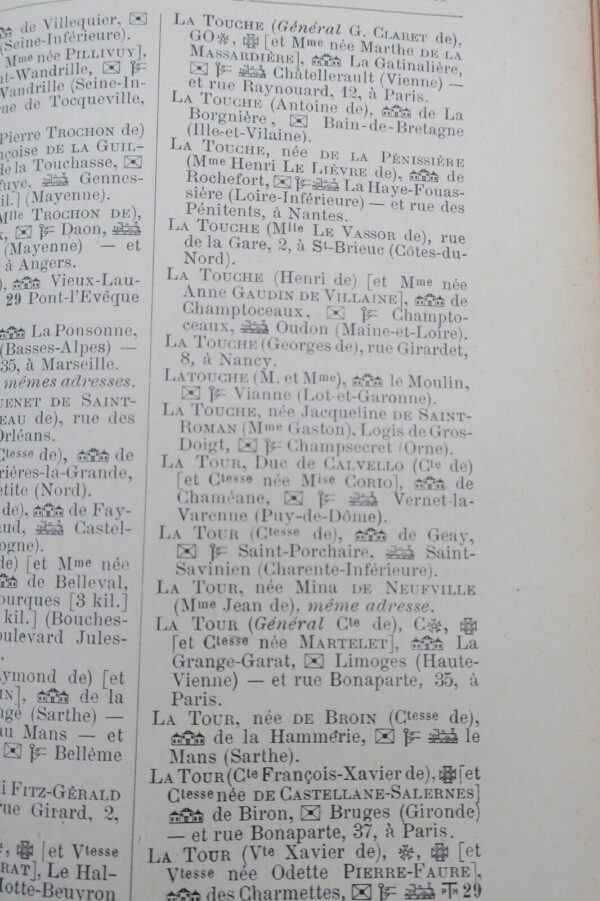 de Villequier, ✉
(Seine-Inférieure).
Mme née PILLIVUY],
t-Wandrille, ✉
Wandrille (Seine-In-
ue de Tocqueville,
Pierre TROCHON de)
çoise DE LA GUIL-
de la Touchasse, ✉
uye, Gennes-
il.] (Mayenne).
Mlle TROCHON DE),
✉ Daon,
(Mayenne) — et
à Angers.
Vieux-Lau-
29 Pont-l'Evêque
La Ponsonne,
(Basses-Alpes) —
35, à Marseille.
mêmes adresses.
UENET DE SAINT-
EAU de), rue des
Orléans.
Ctesse de), de
rières-la-Grande,
etite (Nord).
de), de Fay-
aud, Castel-
ogne).
de) [et Mme née
de Belleval,
ourques [3 kil.]
kil.] (Bouches-
oulevard Jules-
ymond de) [et
IN], de la
ngé (Sarthe) —
au Mans — et
✉ Bellème
i FITZ-GÉRALD
rue Girard, 2,
[et Vtesse
RAT], Le Hal-
otte-Beuvron
LA TOUCHE (Général G. CLARET de),
GO※, ✠ [et Mme née Marthe DE LA
MASSARDIÈRE], La Gatinalière,
✉ Châtellerault (Vienne) —
et rue Raynouard, 12, à Paris.
LA TOUCHE (Antoine de), de La
Borgnière, ✉ Bain-de-Bretagne
(Ille-et-Vilaine).
LA TOUCHE, née DE LA PÉNISSIÈRE
(Mme Henri LE LIÈVRE de), de
Rochefort, ✉ La Haye-Fouas-
sière (Loire-Inférieure) — et rue des
Pénitents, à Nantes.
LA TOUCHE (Mlle LE VASSOR de), rue
de la Gare, 2, à St-Brieuc (Côtes-du-
Nord).
LA TOUCHE (Henri de) [et Mme née
Anne GAUDIN DE VILLAINE], de
Champtoceaux, ✉ Champto-
ceaux, Oudon (Maine-et-Loire).
LA TOUCHE (Georges de), rue Girardet,
8, à Nancy.
LATOUCHE (M. et Mme), le Moulin,
✉ Vianne (Lot-et-Garonne).
LA TOUCHE, née Jacqueline DE SAINT-
ROMAN (Mme Gaston), Logis de Gros-
Doigt, ✉ Champsecret (Orne).
LA TOUR, Duc de CALVELLO (Cte de)
[et Ctesse née Mise CORIO], de
Chaméane, ✉ Vernet-la-
Varenne (Puy-de-Dôme).
LA TOUR (Ctesse de), de Geay,
✉ Saint-Porchaire, Saint-
Savinien (Charente-Inférieure).
LA TOUR, née Mina DE NEUFVILLE
(Mme Jean de), même adresse.
LA TOUR (Général Cte de), C※, ✠
[et Ctesse née MARTELET], La
Grange-Garat, ✉ Limoges (Haute-
Vienne) — et rue Bonaparte, 35, à
Paris.
LA TOUR, née DE BROIN (Ctesse de),
de la Hammérie, ✉ le
Mans (Sarthe).
LA TOUR (Cte François-Xavier de), ✠ [et
Ctesse née DE CASTELLANE-SALERNES]
de Biron, ✉ Bruges (Gironde)
— et rue Bonaparte, 37, à Paris.
LA TOUR (Vte Xavier de), ※, ✠ [et
Vtesse née Odette PIERRE-FAURE],
des Charmettes, ✉ PTH 29